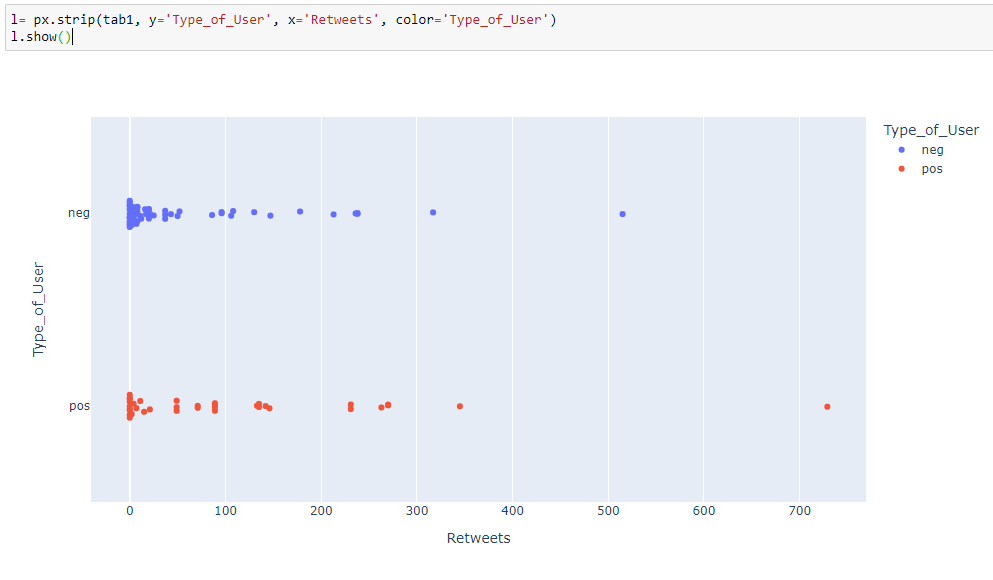 l= px.strip(tab1, y='Type_of_User', x='Retweets', color='Type_of_User')
l.show()
Type_of_User
neg
pos
neg
pos
Type_of_User
0 100 200 300 400 500 600 700
Retweets